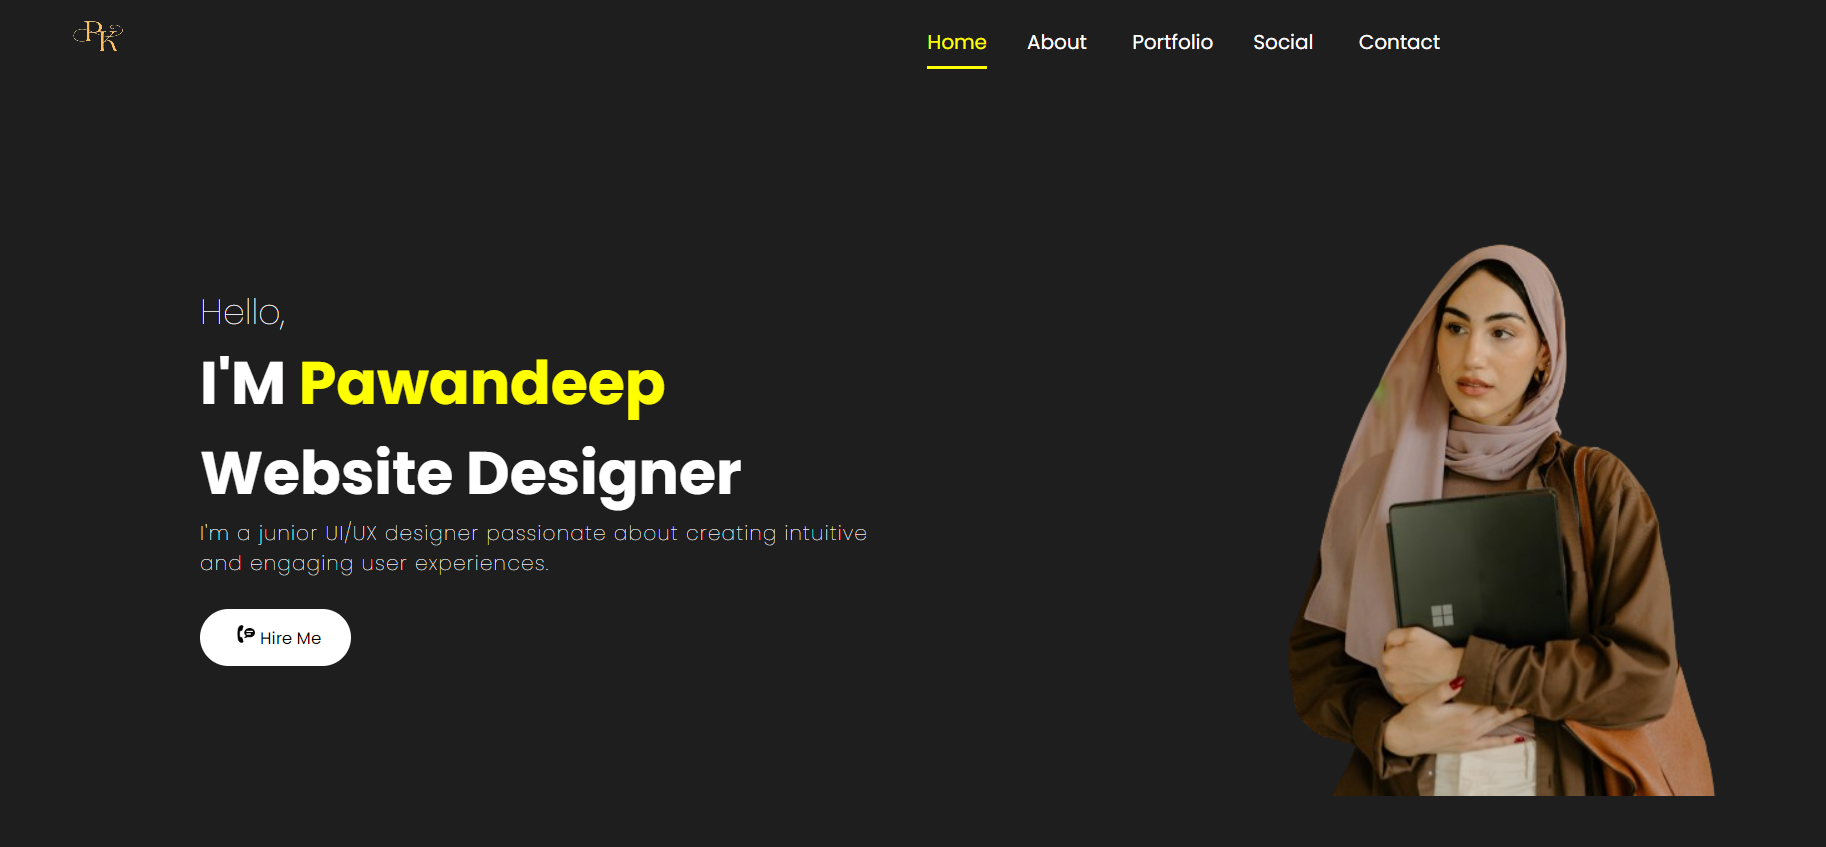 PK
Home About Portfolio Social Contact
Hello,
I'M Pawandeep
Website Designer
I'm a junior UI/UX designer passionate about creating intuitive
and engaging user experiences.
Hire Me